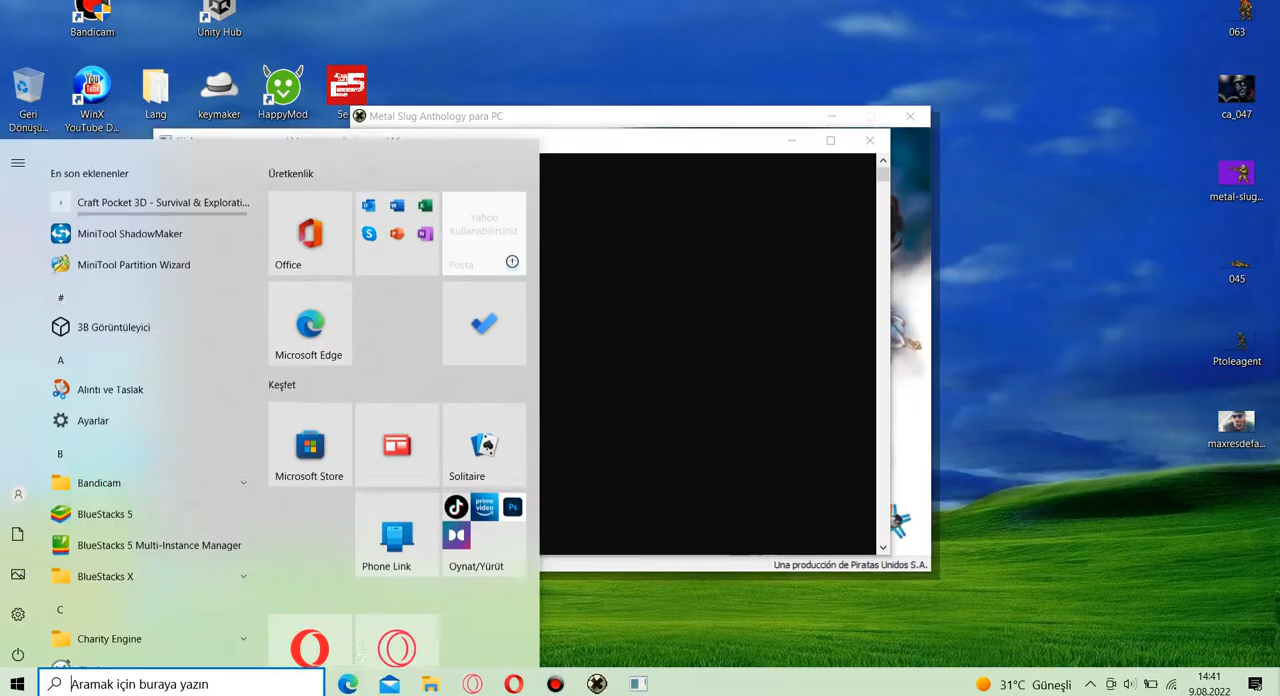 Bandicam
Unity Hub
063
Geri
Dönüşü...
WinX
YouTube D...
Lang
keymaker
HappyMod
5e
ca_047
Metal Slug Anthology para PC
metal-slug...
045
Ptoleagent
maxresdefa...
En son eklenenler
Craft Pocket 3D - Survival & Explorati...
MiniTool ShadowMaker
MiniTool Partition Wizard
#
3B Görüntüleyici
A
Alıntı ve Taslak
Ayarlar
B
Bandicam
BlueStacks 5
BlueStacks 5 Multi-Instance Manager
BlueStacks X
C
Charity Engine
Üretkenlik
Office
Yahoo
kullanabilirsiniz
Posta
Microsoft Edge
Keşfet
Microsoft Store
Solitaire
Phone Link
prime
video
Ps
Oynat/Yürüt
Una producción de Piratas Unidos S.A.
Aramak için buraya yazın
31°C Güneşli
14:41
9.08.2022